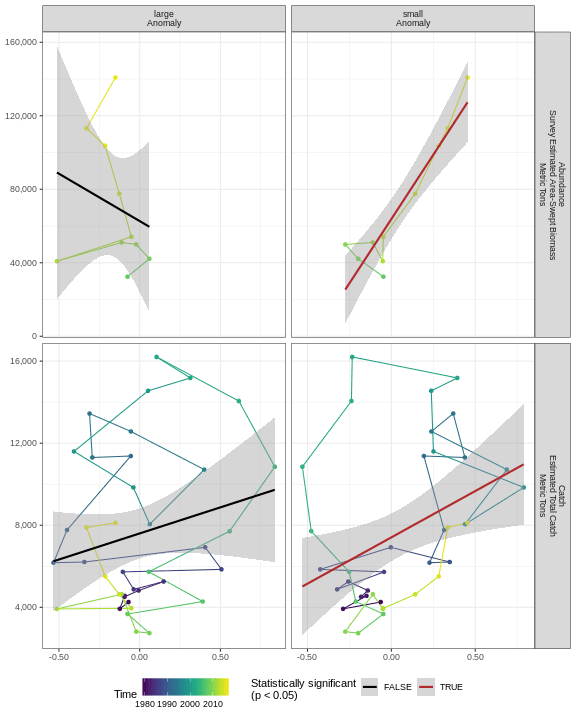 large
Anomaly
small
Anomaly
160,000
120,000
80,000
40,000
0
Abundance
Survey Estimated Area-Swept Biomass
Metric Tons
16,000
12,000
8,000
4,000
Catch
Estimated Total Catch
Metric Tons
-0.50 0.00 0.50 -0.50 0.00 0.50
Time
1980 1990 2000 2010
Statistically significant
(p < 0.05)
FALSE TRUE